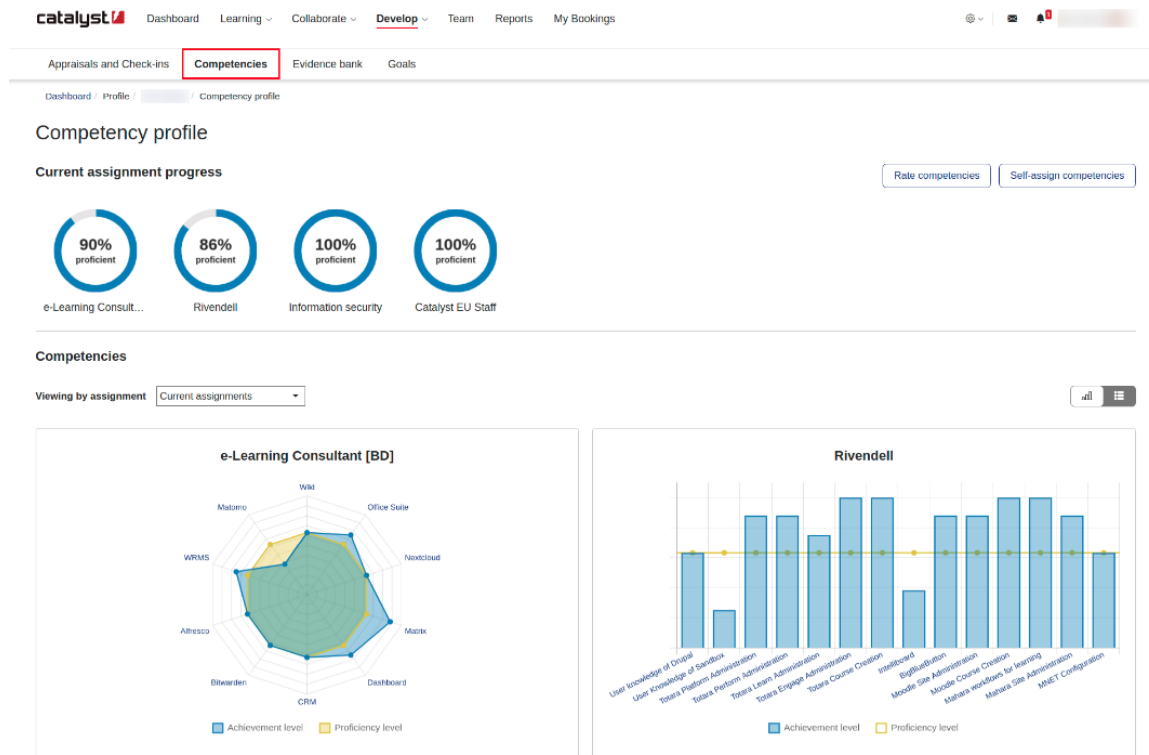 catalyst Dashboard Learning Collaborate Develop Team Reports My Bookings 1
Appraisals and Check-ins Competencies Evidence bank Goals
Dashboard / Profile / / Competency profile
Competency profile
Current assignment progress Rate competencies Self-assign competencies
90% 86% 100% 100%
proficient proficient proficient proficient
e-Learning Consult... Rivendell Information security Catalyst EU Staff
Competencies
Viewing by assignment Current assignments
e-Learning Consultant [BD]
Wiki
Matomo Office Suite
WRMS Nextcloud
Alfresco Matrix
Bitwarden Dashboard
CRM
Achievement level Proficiency level
Rivendell
User knowledge of Drupal
User Knowledge of Sandbox
Totara Platform Administration
Totara Perform Administration
Totara Learn Administration
Totara Engage Administration
Totara Course Creation
Intelliboard
BigBlueButton
Moodle Site Administration
Moodle Course Creation
Mahara workflows for learning
Mahara Site Administration
MNET Configuration
Achievement level Proficiency level